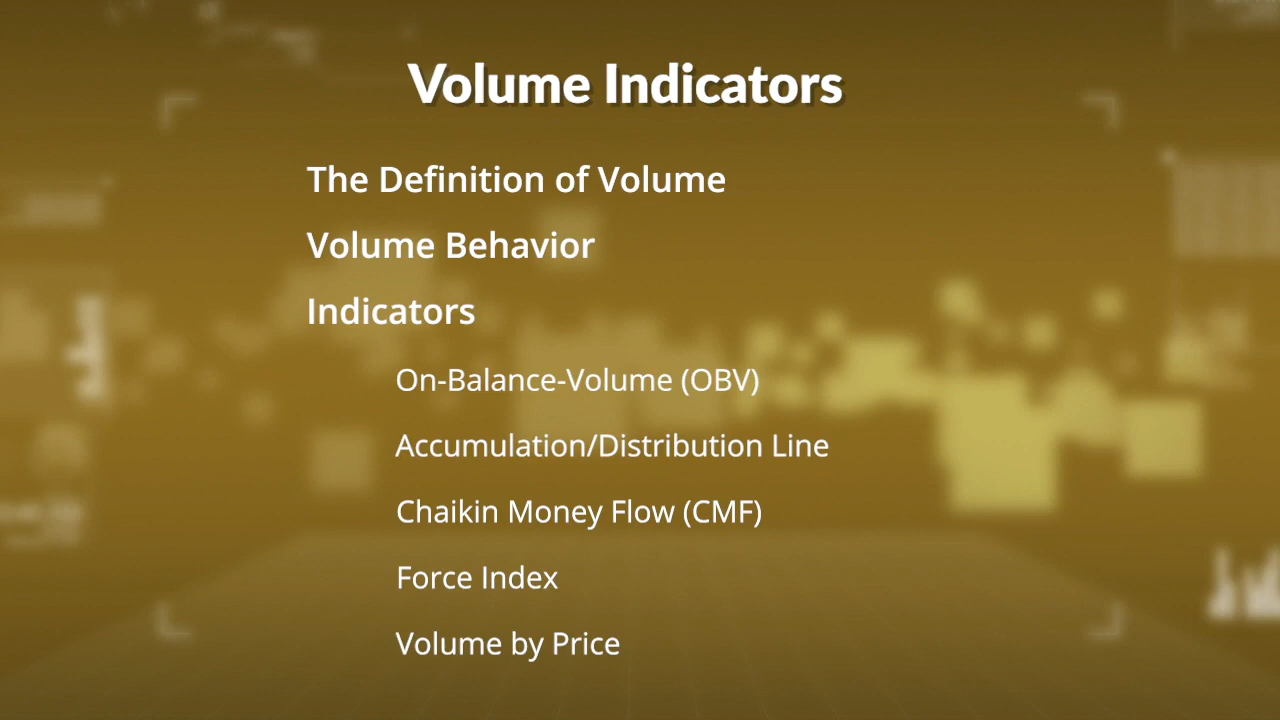 Volume Indicators
The Definition of Volume
Volume Behavior
Indicators
On-Balance-Volume (OBV)
Accumulation/Distribution Line
Chaikin Money Flow (CMF)
Force Index
Volume by Price